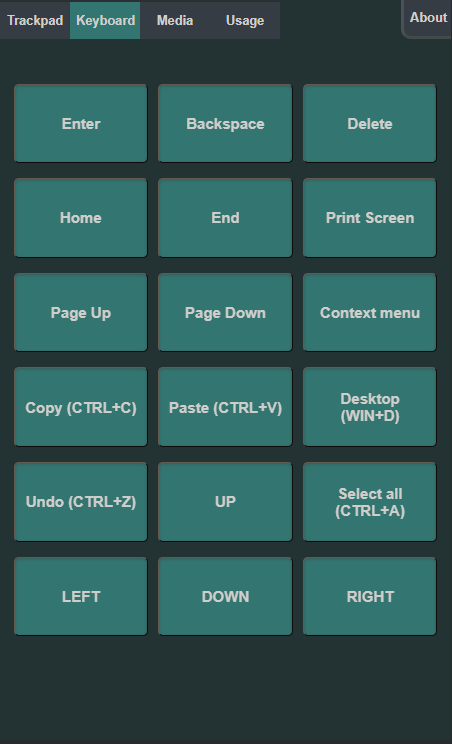 Trackpad Keyboard Media Usage About
Enter Backspace Delete
Home End Print Screen
Page Up Page Down Context menu
Copy (CTRL+C) Paste (CTRL+V) Desktop
(WIN+D)
Undo (CTRL+Z) UP Select all
(CTRL+A)
LEFT DOWN RIGHT